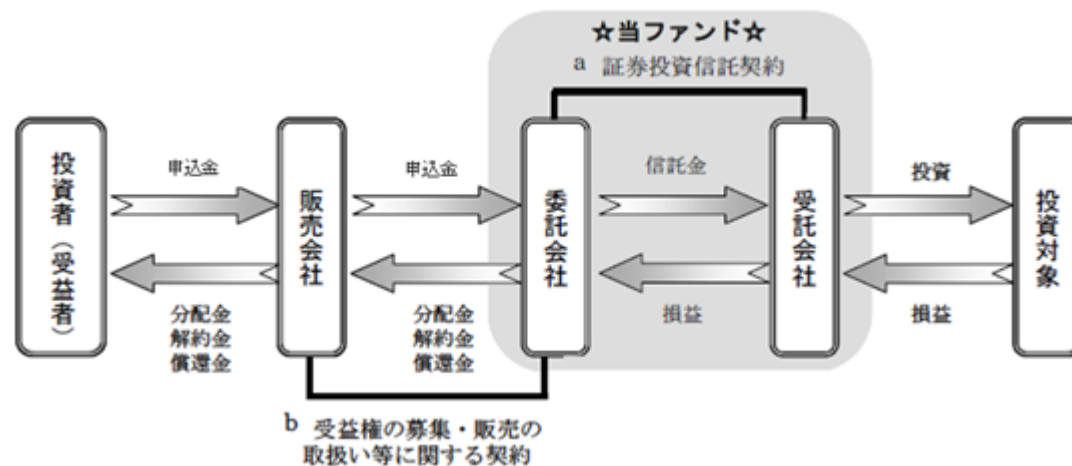 ☆当ファンド☆
a 証券投資信託契約
投資者（受益者）
申込金
販売会社
申込金
委託会社
信託金
受託会社
投資
投資対象
分配金
解約金
償還金
分配金
解約金
償還金
損益
損益
b 受益権の募集・販売の
取扱い等に関する契約